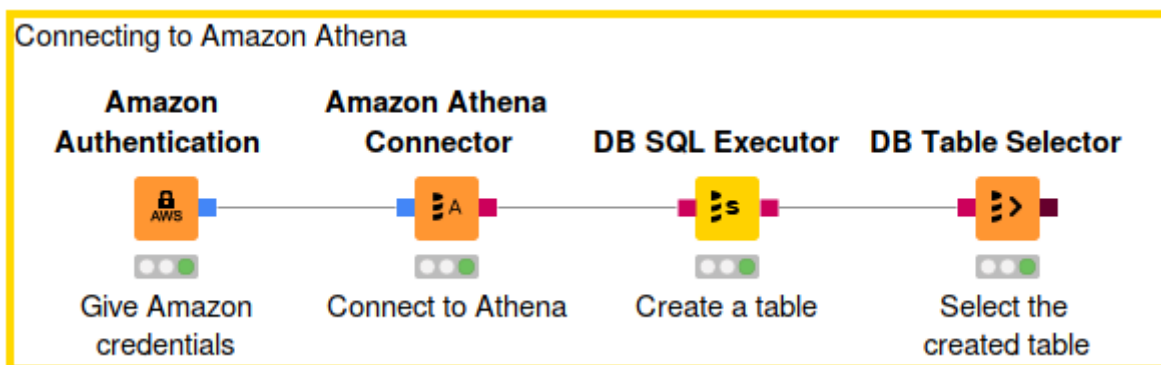 Connecting to Amazon Athena
Amazon
Authentication
Amazon Athena
Connector
DB SQL Executor
DB Table Selector
AWS
A
s
Give Amazon
credentials
Connect to Athena
Create a table
Select the
created table